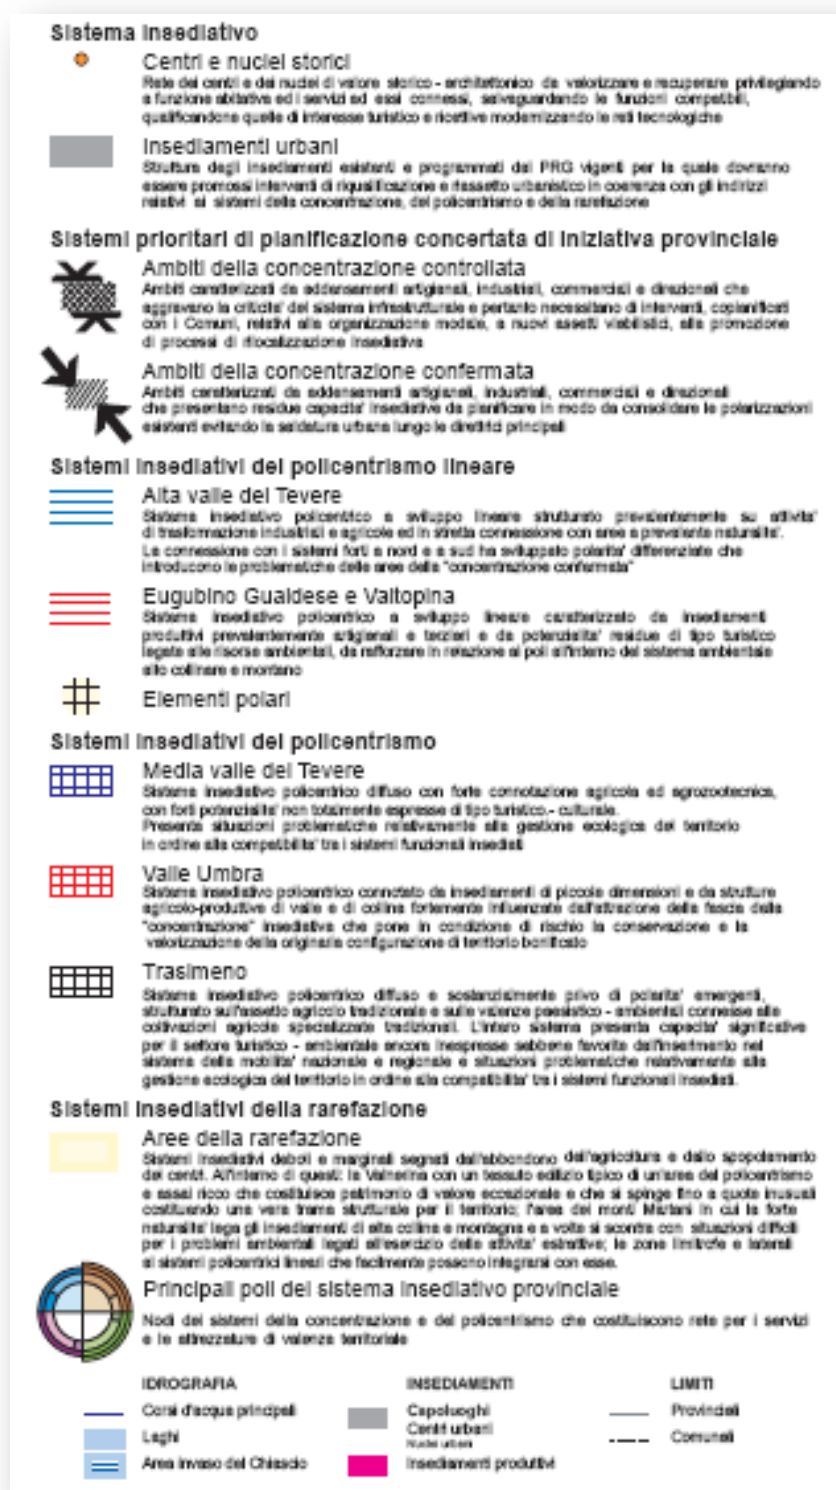 Sistema insediativo
Centri e nuclei storici
Rete dei centri e dei nuclei di valore storico - architettonico da valorizzare e recuperare privilegiando
a funzione abitativa ed i servizi ad essi connessi, salvaguardando le funzioni compatibili,
qualificandone quelle di interesse turistico e ricettive modernizzando le reti tecnologiche
Insediamenti urbani
Struttura degli insediamenti esistenti e programmati dai PRG vigenti per la quale dovranno
essere promossi interventi di riqualificazione e riassetto urbanistico in coerenza con gli indirizzi
relativi ai sistemi della concentrazione, del policentrismo e della rarefazione
Sistemi prioritari di pianificazione concertata di iniziativa provinciale
Ambiti della concentrazione controllata
Ambiti caratterizzati da addensamenti artigianali, industriali, commerciali e direzionali che
aggravano la criticita' del sistema infrastrutturale e pertanto necessitano di interventi, copianificati
con i Comuni, relativi alla organizzazione modale, a nuovi assetti viabilistici, alla promozione
di processi di rilocalizzazione insediativa
Ambiti della concentrazione confermata
Ambiti caratterizzati da addensamenti artigianali, industriali, commerciali e direzionali
che presentano residue capacita' insediative da pianificare in modo da consolidare le polarizzazioni
esistenti evitando la saldatura urbana lungo le direttrici principali
Sistemi insediativi del policentrismo lineare
Alta valle del Tevere
Sistema insediativo policentrico a sviluppo lineare strutturato prevalentemente su attivita'
di trasformazione industriali e agricole ed in stretta connessione con aree a prevalente naturalita'.
La connessione con i sistemi forti a nord e a sud ha sviluppato polarita' differenziate che
introducono le problematiche delle aree della "concentrazione confermata"
Eugubino Gualdese e Valtopina
Sistema insediativo policentrico a sviluppo lineare caratterizzato da insediamenti
produttivi prevalentemente artigianali e terzieri e da potenzialita' residue di tipo turistico
legate alle risorse ambientali, da rafforzare in relazione ai poli all'interno del sistema ambientale
alto collinare e montano
Elementi polari
Sistemi insediativi del policentrismo
Media valle del Tevere
Sistema insediativo policentrico diffuso con forte connotazione agricola ed agrozootecnica,
con forti potenzialita' non totalmente espresse di tipo turistico.- culturale.
Presenta situazioni problematiche relativamente alla gestione ecologica del territorio
in ordine alla compatibilita' tra i sistemi funzionali insediati
Valle Umbra
Sistema insediativo policentrico connotato da insediamenti di piccole dimensioni e da strutture
agricolo-produttive di valle e di collina fortemente influenzate dall'attrazione della fascia della
"concentrazione" insediativa che pone in condizione di rischio la conservazione e la
valorizzazione della originaria configurazione di territorio bonificato
Trasimeno
Sistema insediativo policentrico diffuso e sostanzialmente privo di polarita' emergenti,
strutturato sull'assetto agricolo tradizionale e sulle valenze paesistico - ambientali connesse alle
coltivazioni agricole specializzate tradizionali. L'intero sistema presenta capacita' significative
per il settore turistico - ambientale ancora inespresse sebbene favorite dall'inserimento nel
sistema della mobilita' nazionale e regionale e situazioni problematiche relativamente alla
gestione ecologica del territorio in ordine alla compatibilita' tra i sistemi funzionali insediati.
Sistemi insediativi della rarefazione
Aree della rarefazione
Sistemi insediativi deboli e marginali segnati dall'abbandono dell'agricoltura e dallo spopolamento
dei centri. All'interno di questi: la Valnerina con un tessuto edilizio tipico di un'area del policentrismo
e assai ricco che costituisce patrimonio di valore eccezionale e che si spinge fino a quote inusuali
costituendo una vera trama strutturale per il territorio; l'area dei monti Martani in cui la forte
naturalita' lega gli insediamenti di alta collina e montagna e a volte si scontra con situazioni difficili
per i problemi ambientali legati all'esercizio delle attivita' estrattive; le zone limitrofe e laterali
ai sistemi policentrici lineari che facilmente possono integrarsi con esse.
Principali poli del sistema insediativo provinciale
Nodi dei sistemi della concentrazione e del policentrismo che costituiscono rete per i servizi
e le attrezzature di valenza territoriale
IDROGRAFIA
Corsi d'acqua principali
Laghi
Area invaso del Chiascio
INSEDIAMENTI
Capoluoghi
Centri urbani
Nuclei urbani
Insediamenti produttivi
LIMITI
Provinciali
Comunali